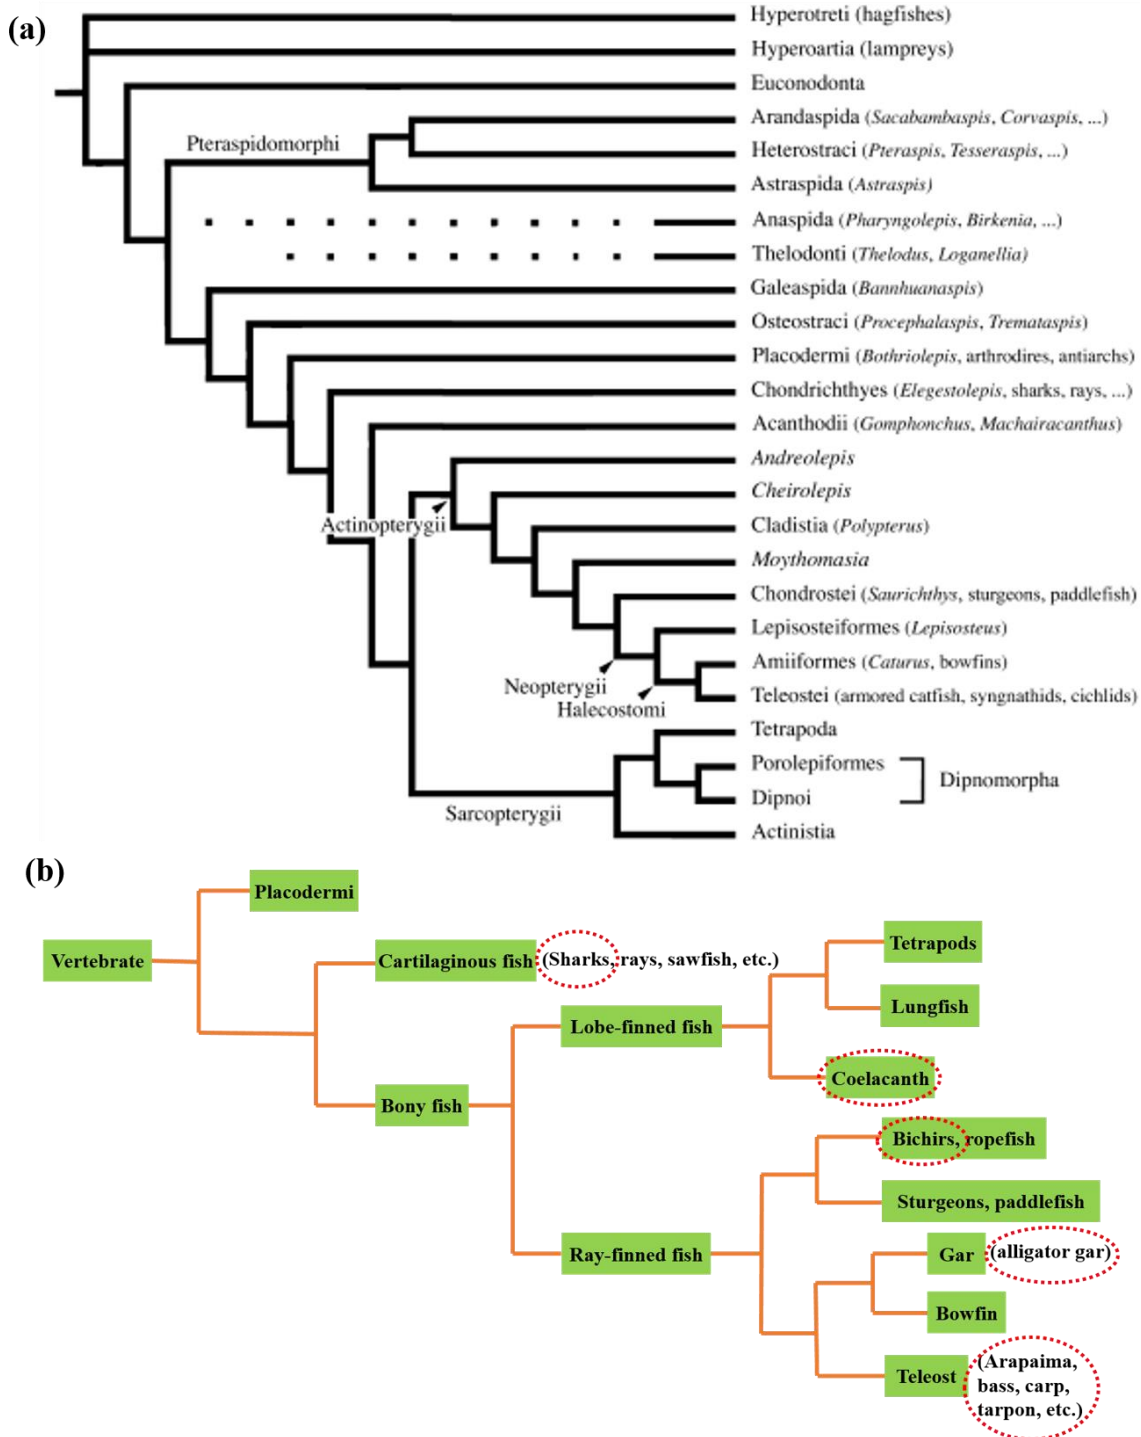 (a)
Hyperotreti (hagfishes)
Hyperoartia (lampreys)
Euconodonta
Pteraspidomorphi
Arandaspida (Sacabambaspis, Corvaspis, ...)
Heterostraci (Pteraspis, Tesseraspis, ...)
Astraspida (Astraspis)
Anaspida (Pharyngolepis, Birkenia, ...)
Thelodonti (Thelodus, Loganellia)
Galeaspida (Bannhuanaspis)
Osteostraci (Procephalaspis, Tremataspis)
Placodermi (Bothriolepis, arthrodires, antiarchs)
Chondrichthyes (Elegestolepis, sharks, rays, ...)
Acanthodii (Gomphonchus, Machairacanthus)
Andreolepis
Cheirolepis
Actinopterygii
Cladistia (Polypterus)
Moythomasia
Chondrostei (Saurichthys, sturgeons, paddlefish)
Lepisosteiformes (Lepisosteus)
Amiiformes (Caturus, bowfins)
Neopterygii
Teleostei (armored catfish, syngnathids, cichlids)
Halecostomi
Tetrapoda
Porolepiformes
Dipnomorpha
Dipnoi
Sarcopterygii
Actinistia
(b)
Placodermi
Vertebrate
Cartilaginous fish (Sharks, rays, sawfish, etc.)
Tetrapods
Lungfish
Lobe-finned fish
Coelacanth
Bony fish
Bichirs, ropefish
Sturgeons, paddlefish
Ray-finned fish
Gar (alligator gar)
Bowfin
Teleost
(Arapaima,
bass, carp,
tarpon, etc.)